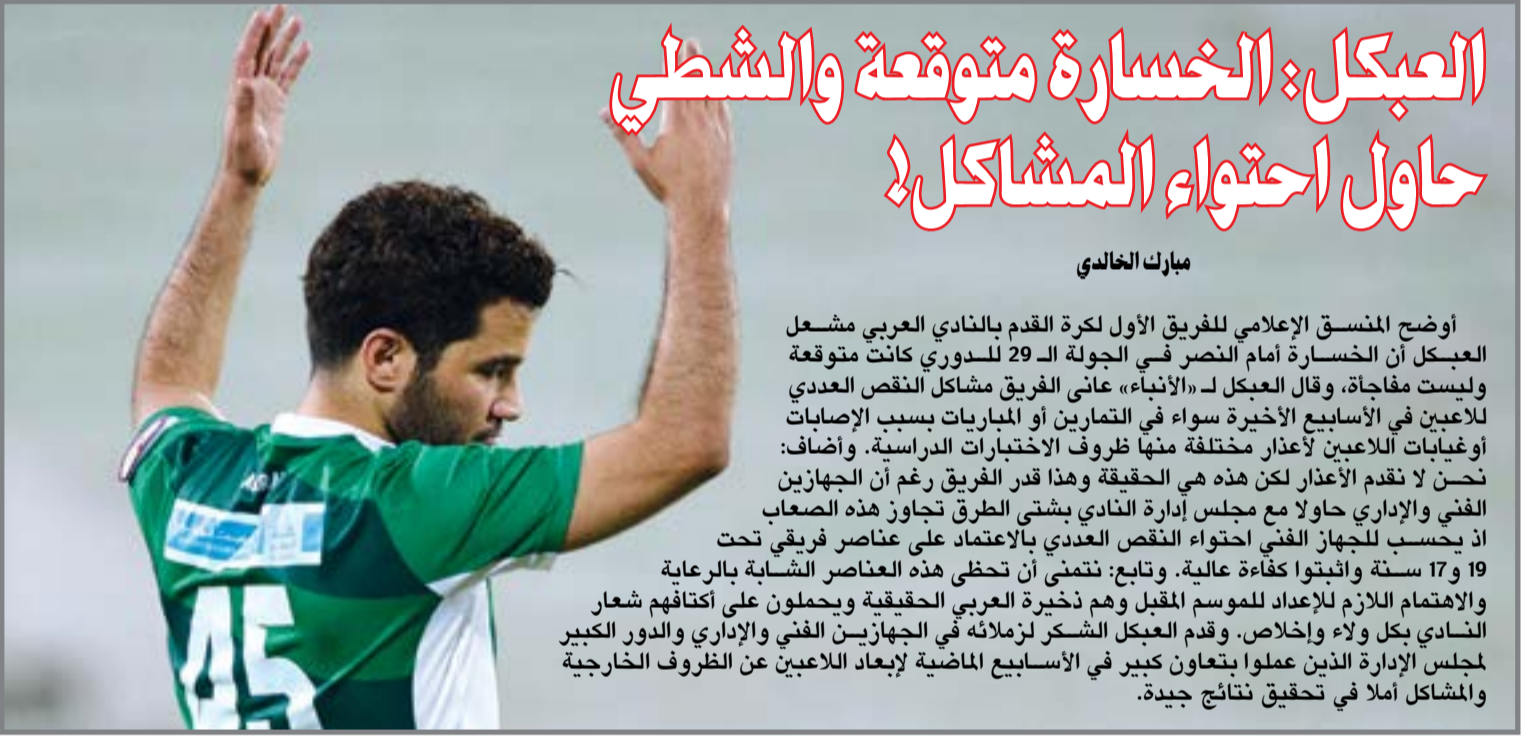 العبكل: الخسارة متوقعة والشطي
حاول احتواء المشاكل!
مبارك الخالدي
أوضح المنسق الإعلامي للفريق الأول لكرة القدم بالنادي العربي مشعل
العبكل أن الخسارة أمام النصر في الجولة الـ 29 للدوري كانت متوقعة
وليست مفاجأة، وقال العبكل لـ «الأنباء» عانى الفريق مشاكل النقص العددي
للاعبين في الأسابيع الأخيرة سواء في التمارين أو المباريات بسبب الإصابات
أوغيابات اللاعبين لأعذار مختلفة منها ظروف الاختبارات الدراسية. وأضاف:
نحن لا نقدم الأعذار لكن هذه هي الحقيقة وهذا قدر الفريق رغم أن الجهازين
الفني والإداري حاولا مع مجلس إدارة النادي بشتى الطرق تجاوز هذه الصعاب
اذ يحسب للجهاز الفني احتواء النقص العددي بالاعتماد على عناصر فريقي تحت
19 و17 سنة واثبتوا كفاءة عالية. وتابع: نتمنى أن تحظى هذه العناصر الشابة بالرعاية
والاهتمام اللازم للإعداد للموسم المقبل وهم ذخيرة العربي الحقيقية ويحملون على أكتافهم شعار
النادي بكل ولاء وإخلاص. وقدم العبكل الشكر لزملائه في الجهازين الفني والإداري والدور الكبير
لمجلس الإدارة الذين عملوا بتعاون كبير في الأسابيع الماضية لإبعاد اللاعبين عن الظروف الخارجية
والمشاكل أملا في تحقيق نتائج جيدة.
45